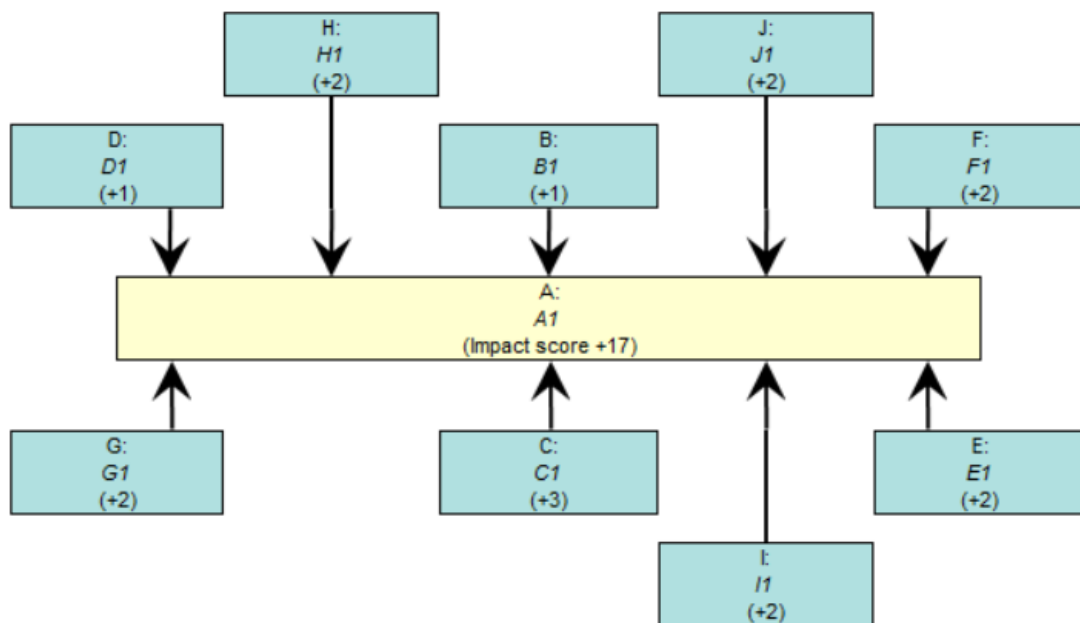 H:
H1
(+2)
J:
J1
(+2)
D:
D1
(+1)
B:
B1
(+1)
F:
F1
(+2)
A:
A1
(Impact score +17)
G:
G1
(+2)
C:
C1
(+3)
E:
E1
(+2)
I:
I1
(+2)